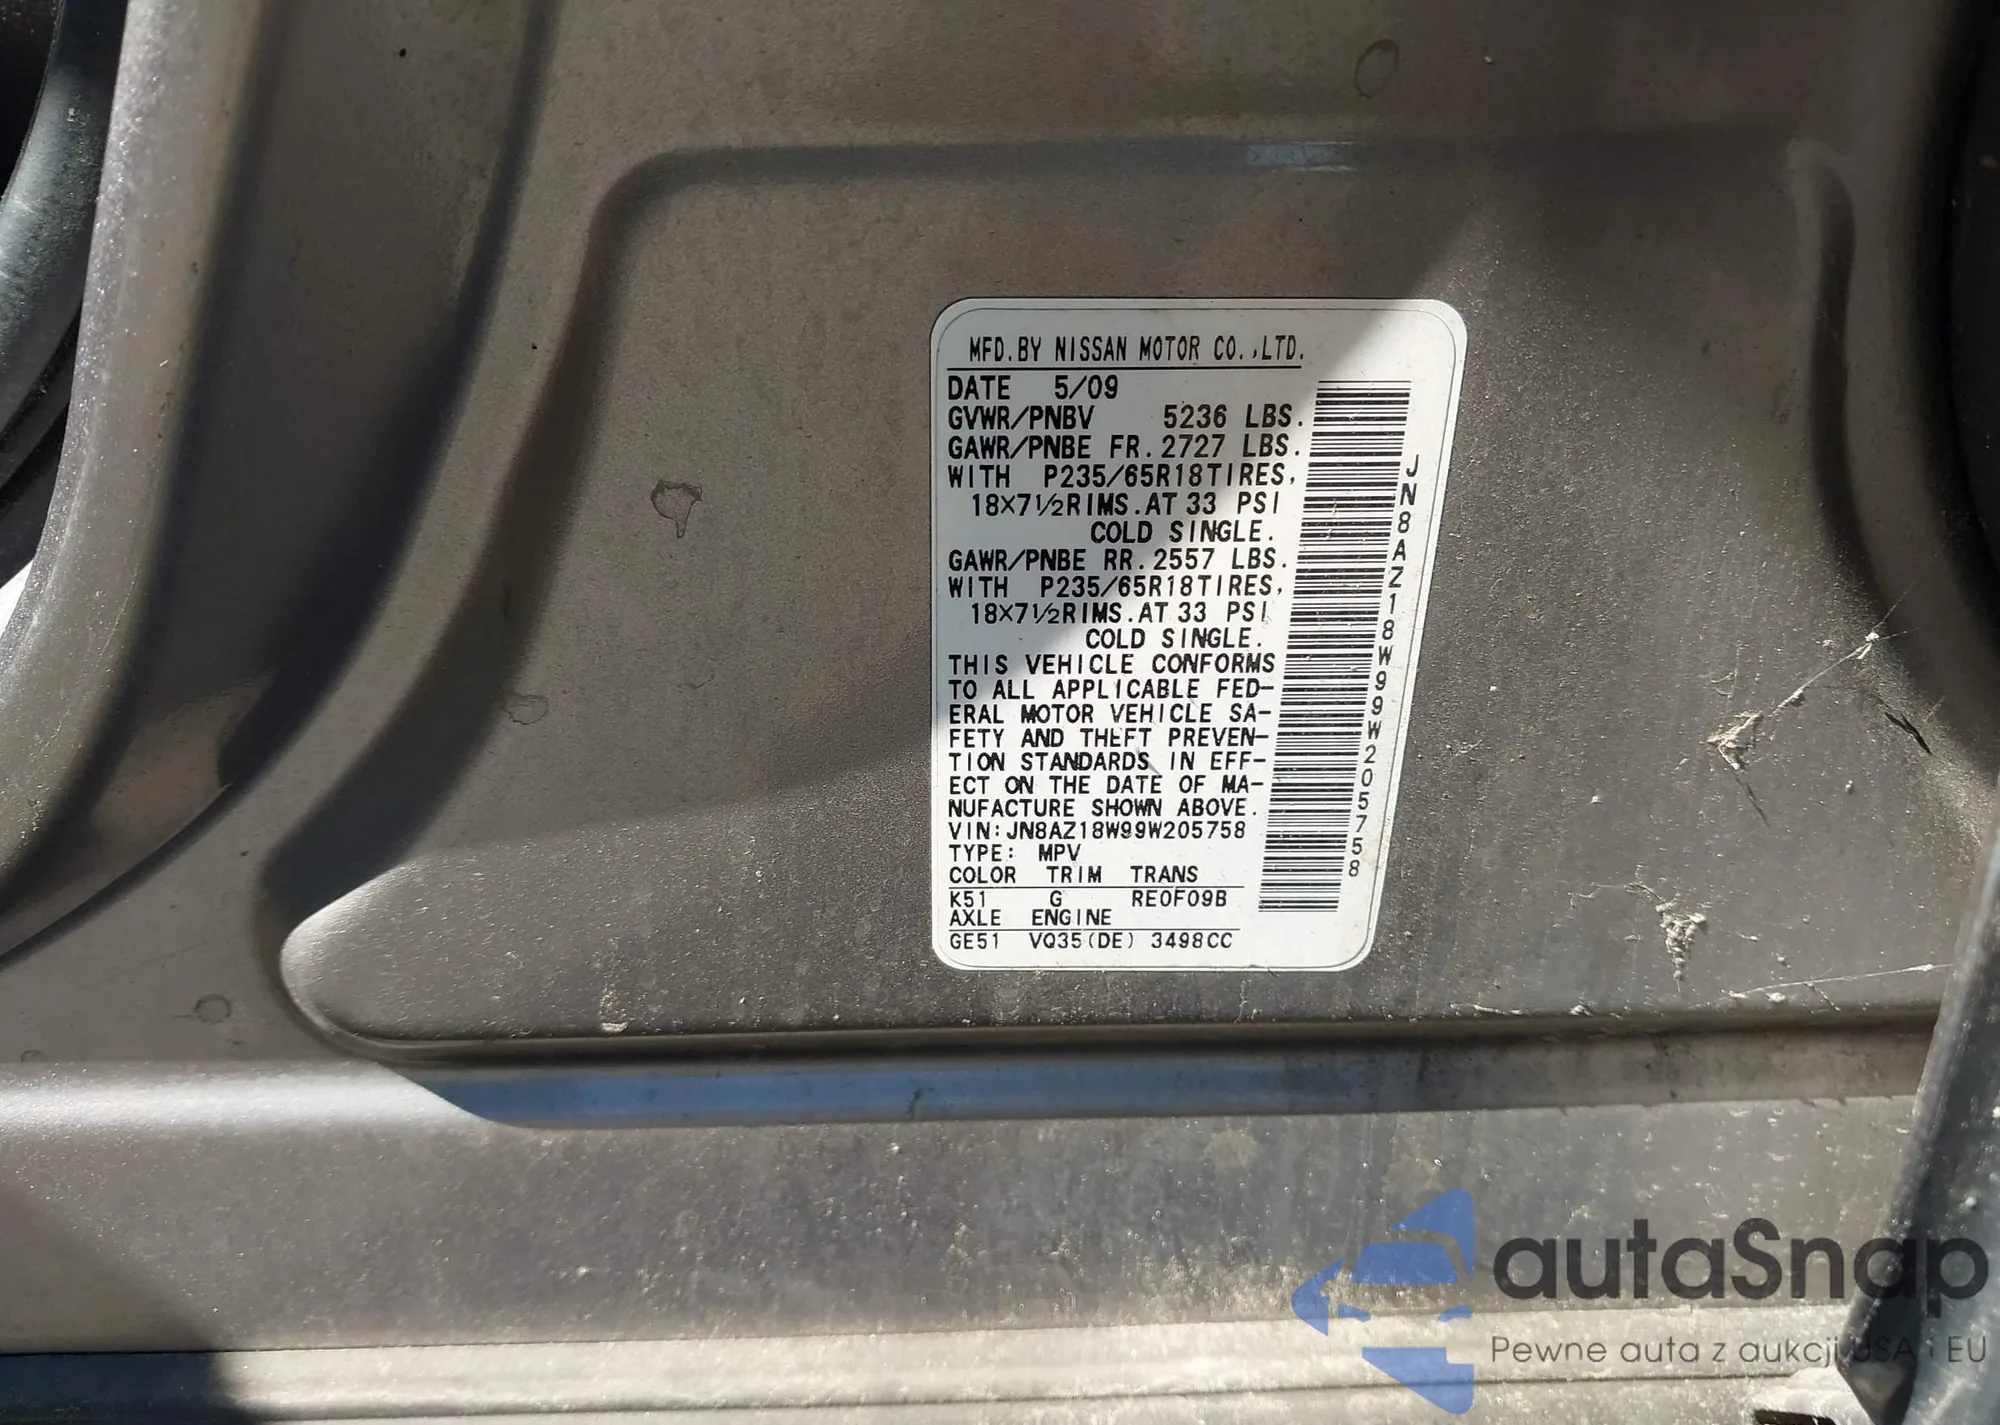 MFD.BY NISSAN MOTOR CO.,LTD.
DATE 5/09
GVWR/PNBV 5236 LBS.
GAWR/PNBE FR.2727 LBS.
WITH P235/65R18TIRES,
18×7½RIMS.AT 33 PSI
COLD SINGLE.
GAWR/PNBE RR.2557 LBS.
WITH P235/65R18TIRES,
18×7½RIMS.AT 33 PSI
COLD SINGLE.
THIS VEHICLE CONFORMS
TO ALL APPLICABLE FED-
ERAL MOTOR VEHICLE SA-
FETY AND THEFT PREVEN-
TION STANDARDS IN EFF-
ECT ON THE DATE OF MA-
NUFACTURE SHOWN ABOVE.
VIN:JN8AZ18W99W205758
TYPE: MPV
COLOR TRIM TRANS
K51 G RE0F09B
AXLE ENGINE
GE51 VQ35(DE) 3498CC
JN8AZ18W99W205758
autaSnap
Pewne auta z aukcji USA i EU